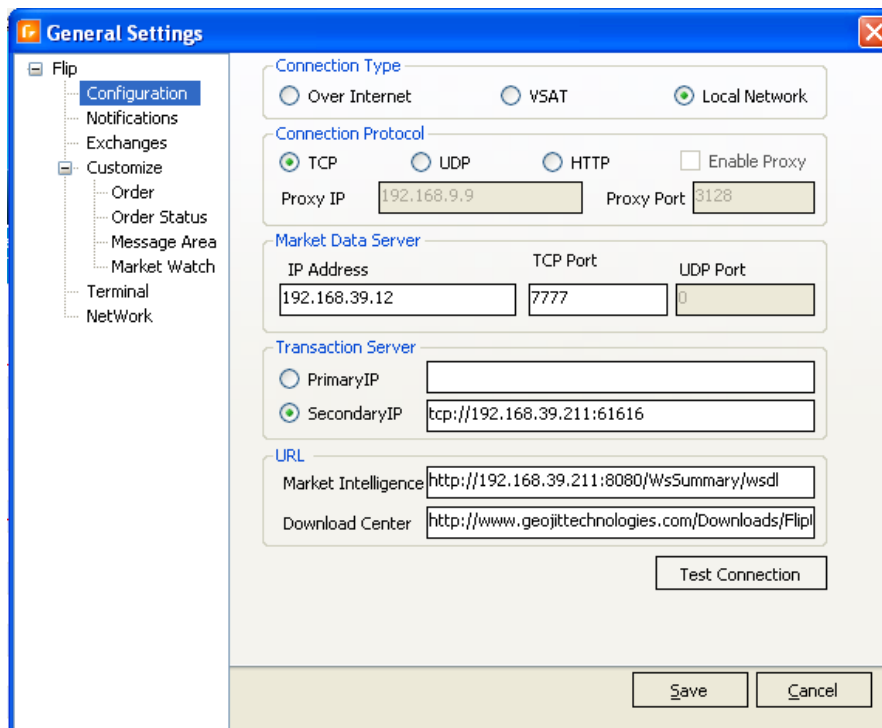 General Settings
Flip
Configuration
Notifications
Exchanges
Customize
Order
Order Status
Message Area
Market Watch
Terminal
NetWork
Connection Type
Over Internet VSAT Local Network
Connection Protocol
TCP UDP HTTP Enable Proxy
Proxy IP 192.168.9.9 Proxy Port 3128
Market Data Server
IP Address TCP Port UDP Port
192.168.39.12 7777 0
Transaction Server
PrimaryIP
SecondaryIP tcp://192.168.39.211:61616
URL
Market Intelligence http://192.168.39.211:8080/WsSummary/wsdl
Download Center http://www.geojittechnologies.com/Downloads/Flip
Test Connection
Save Cancel